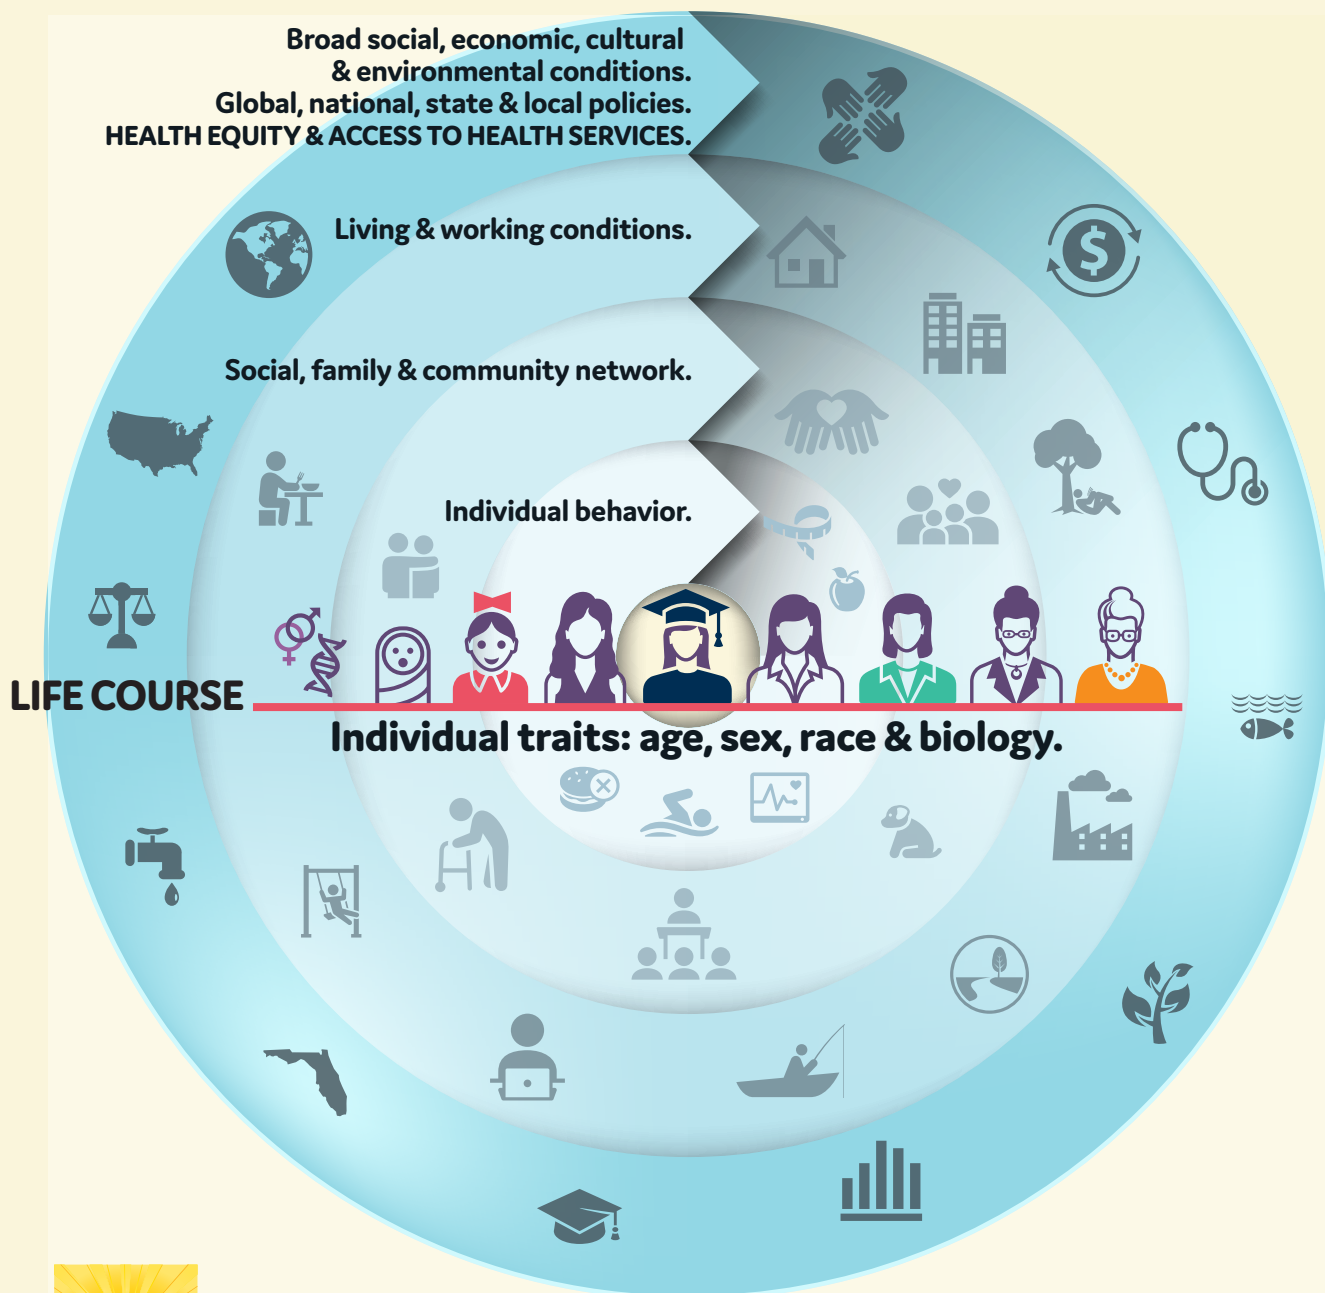 Broad social, economic, cultural
& environmental conditions.
Global, national, state & local policies.
HEALTH EQUITY & ACCESS TO HEALTH SERVICES.
Living & working conditions.
Social, family & community network.
Individual behavior.
LIFE COURSE
Individual traits: age, sex, race & biology.